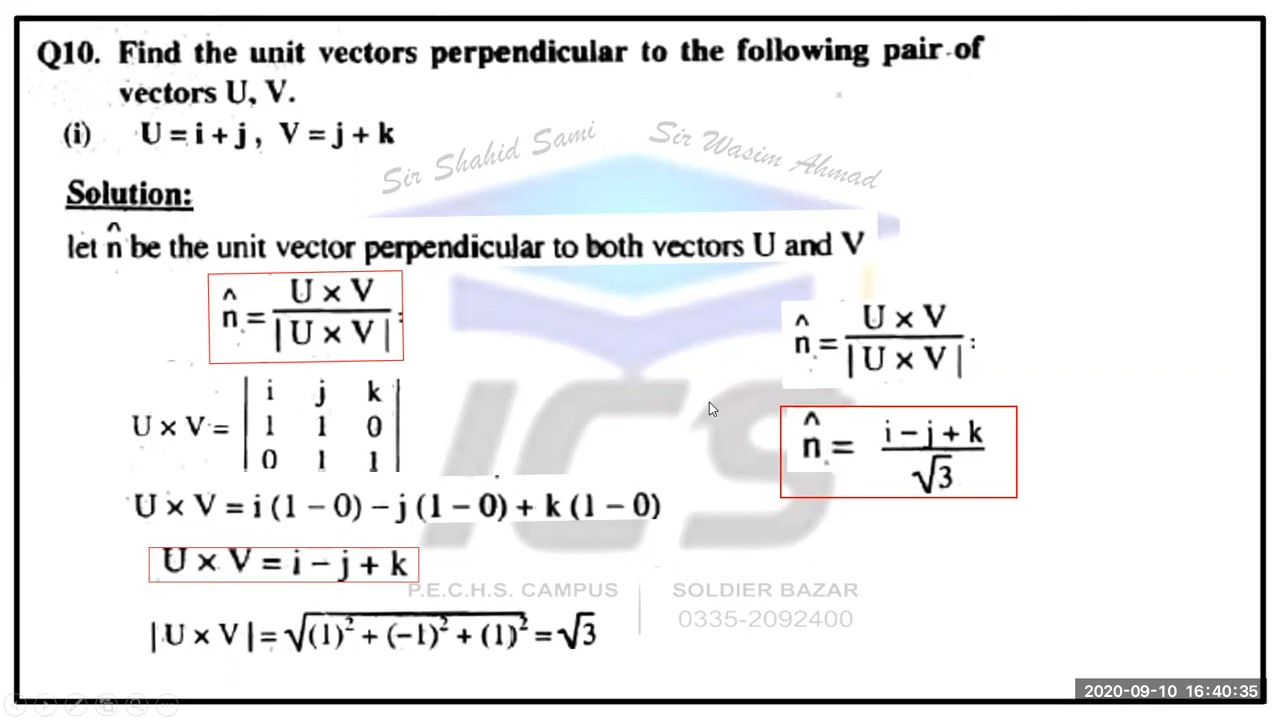 Q10. Find the unit vectors perpendicular to the following pair of
vectors U, V.
(i) U = i + j , V = j + k
Sir Shahid Sami Sir Wasim Ahmad
Solution:
let n̂ be the unit vector perpendicular to both vectors U and V
n̂ = U × V / | U × V | :
U × V =
| i j k |
| 1 1 0 |
| 0 1 1 |
U × V = i (1 – 0) – j (1 – 0) + k (1 – 0)
U × V = i – j + k
| U × V | = √(1)² + (–1)² + (1)² = √3
n̂ = U × V / | U × V | :
n̂ = i – j + k / √3
ICS
P.E.C.H.S. CAMPUS | SOLDIER BAZAR
0335-2092400
2020-09-10 16:40:35